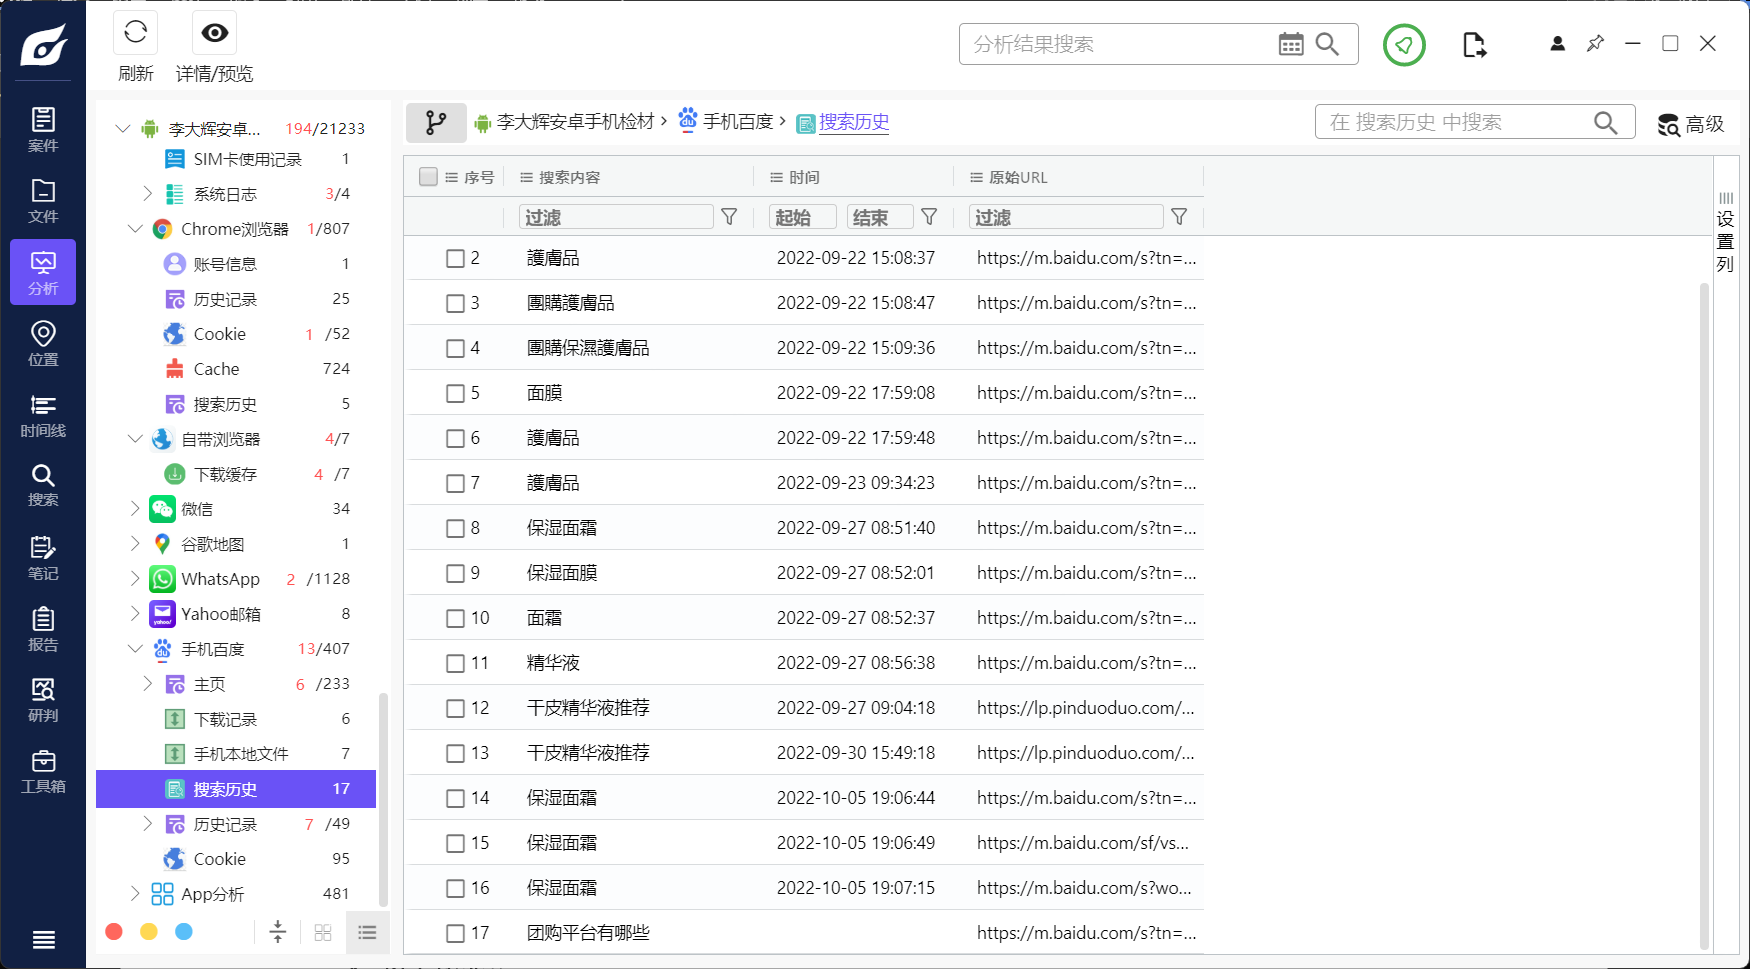 刷新
详情/预览
分析结果搜索
案件
文件
分析
位置
时间线
搜索
笔记
报告
研判
工具箱
李大辉安卓... 194/21233
SIM卡使用记录 1
系统日志 3/4
Chrome浏览器 1/807
账号信息 1
历史记录 25
Cookie 1 /52
Cache 724
搜索历史 5
自带浏览器 4/7
下载缓存 4 /7
微信 34
谷歌地图 1
WhatsApp 2 /1128
Yahoo邮箱 8
手机百度 13/407
主页 6 /233
下载记录 6
手机本地文件 7
搜索历史 17
历史记录 7 /49
Cookie 95
App分析 481
李大辉安卓手机检材 › 手机百度 › 搜索历史
在 搜索历史 中搜索
高级
序号 搜索内容 时间 原始URL
过滤 起始 结束 过滤
2 護膚品 2022-09-22 15:08:37 https://m.baidu.com/s?tn=...
3 團購護膚品 2022-09-22 15:08:47 https://m.baidu.com/s?tn=...
4 團購保濕護膚品 2022-09-22 15:09:36 https://m.baidu.com/s?tn=...
5 面膜 2022-09-22 17:59:08 https://m.baidu.com/s?tn=...
6 護膚品 2022-09-22 17:59:48 https://m.baidu.com/s?tn=...
7 護膚品 2022-09-23 09:34:23 https://m.baidu.com/s?tn=...
8 保湿面霜 2022-09-27 08:51:40 https://m.baidu.com/s?tn=...
9 保湿面膜 2022-09-27 08:52:01 https://m.baidu.com/s?tn=...
10 面霜 2022-09-27 08:52:37 https://m.baidu.com/s?tn=...
11 精华液 2022-09-27 08:56:38 https://m.baidu.com/s?tn=...
12 干皮精华液推荐 2022-09-27 09:04:18 https://lp.pinduoduo.com/...
13 干皮精华液推荐 2022-09-30 15:49:18 https://lp.pinduoduo.com/...
14 保湿面霜 2022-10-05 19:06:44 https://m.baidu.com/s?tn=...
15 保湿面霜 2022-10-05 19:06:49 https://m.baidu.com/sf/vs...
16 保湿面霜 2022-10-05 19:07:15 https://m.baidu.com/s?wo...
17 团购平台有哪些 https://m.baidu.com/s?tn=...
设置列